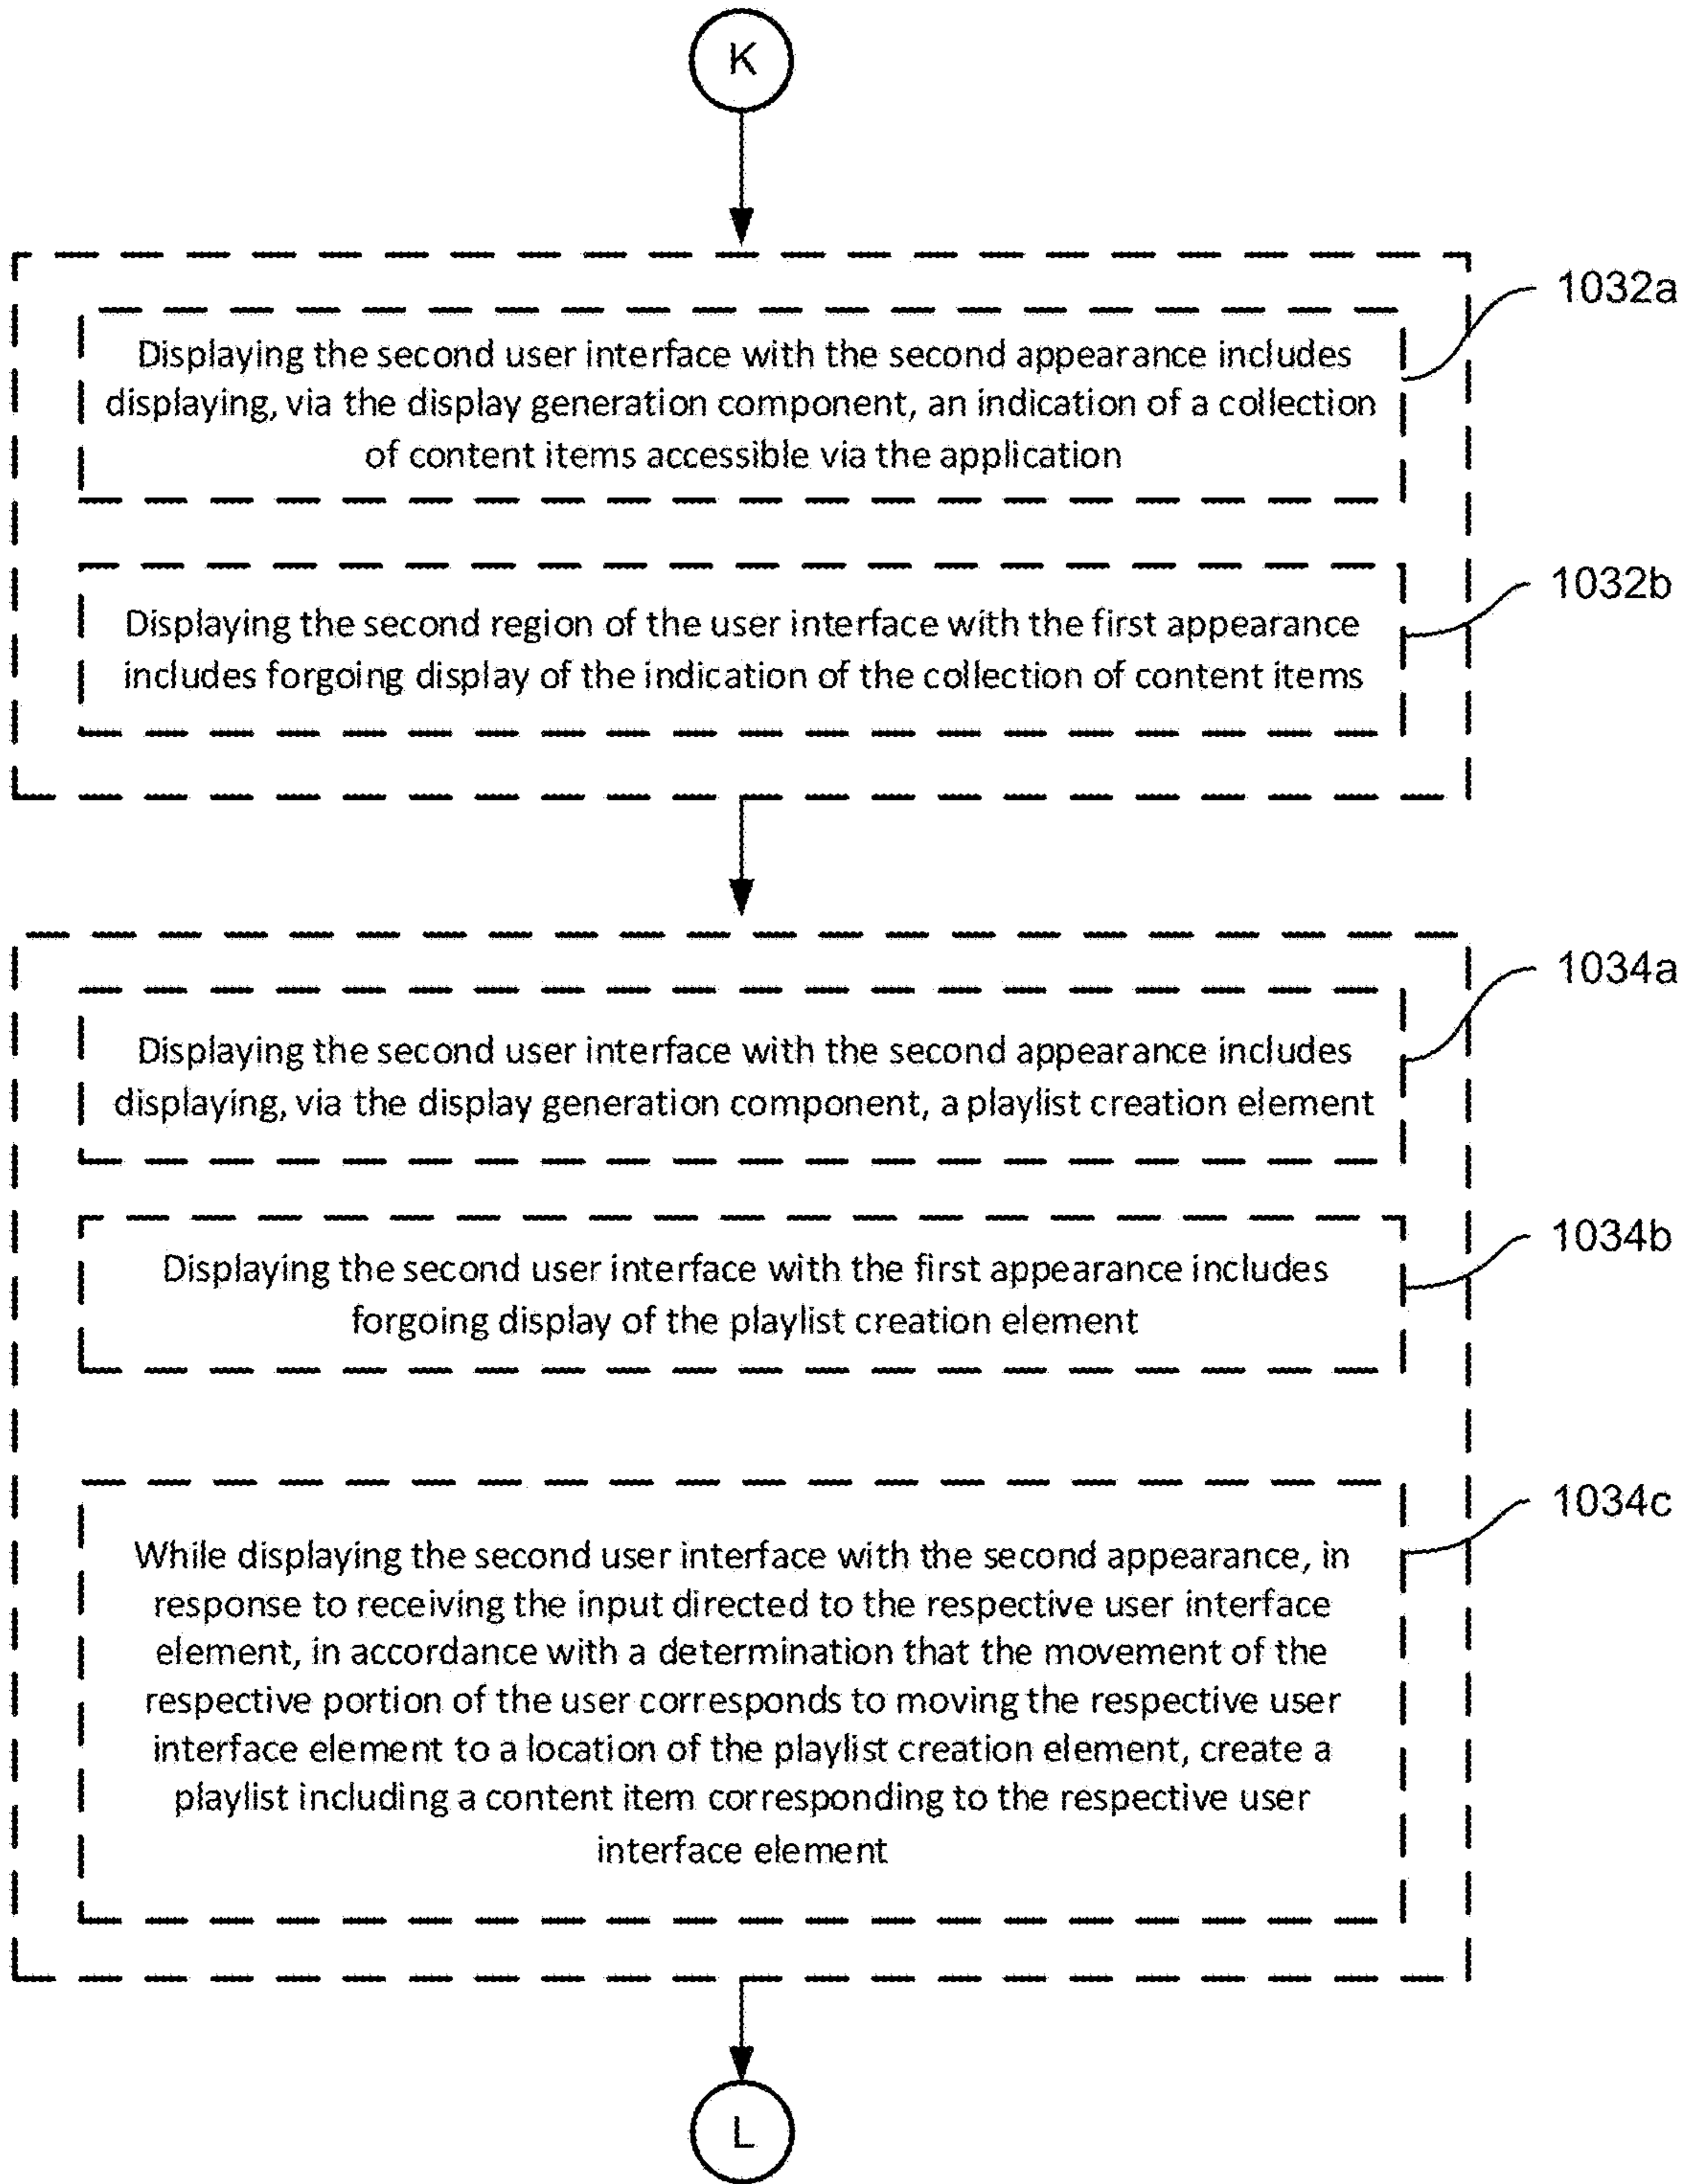 K
1032a
Displaying the second user interface with the second appearance includes
displaying, via the display generation component, an indication of a collection
of content items accessible via the application
1032b
Displaying the second region of the user interface with the first appearance
includes forgoing display of the indication of the collection of content items
1034a
Displaying the second user interface with the second appearance includes
displaying, via the display generation component, a playlist creation element
1034b
Displaying the second user interface with the first appearance includes
forgoing display of the playlist creation element
1034c
While displaying the second user interface with the second appearance, in
response to receiving the input directed to the respective user interface
element, in accordance with a determination that the movement of the
respective portion of the user corresponds to moving the respective user
interface element to a location of the playlist creation element, create a
playlist including a content item corresponding to the respective user
interface element
L